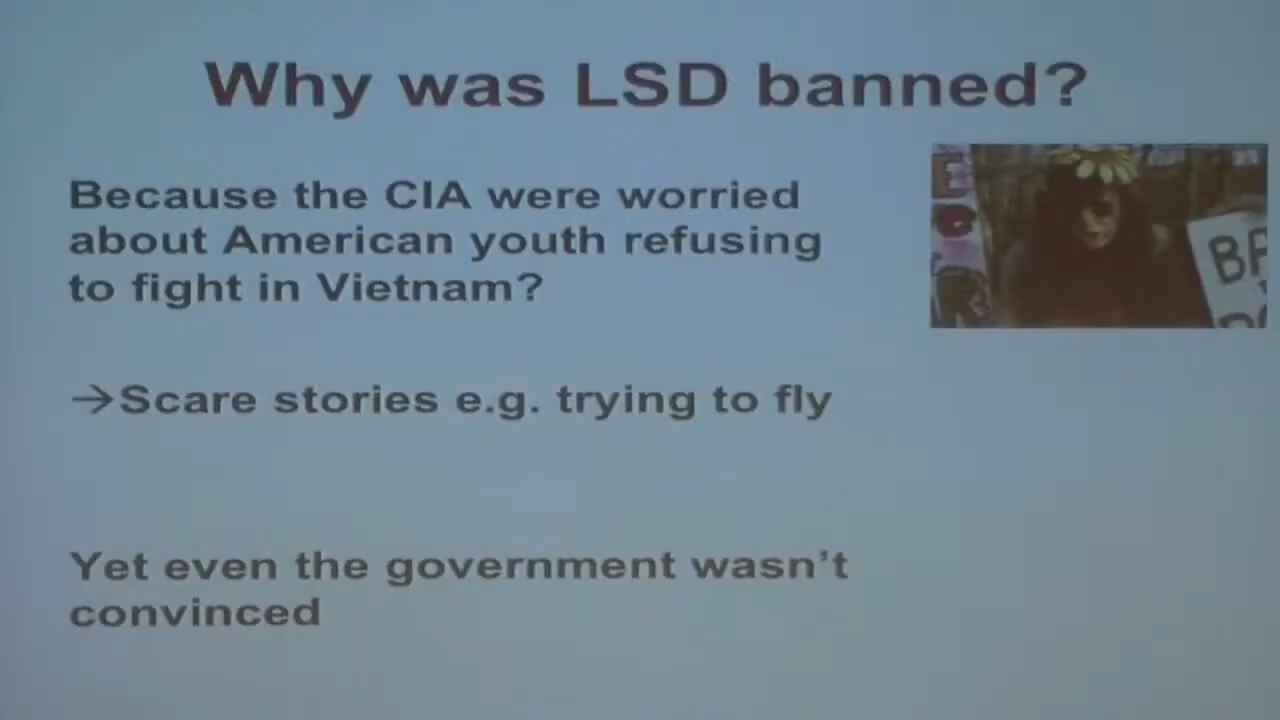 Why was LSD banned?
Because the CIA were worried
about American youth refusing
to fight in Vietnam?
→Scare stories e.g. trying to fly
Yet even the government wasn't
convinced